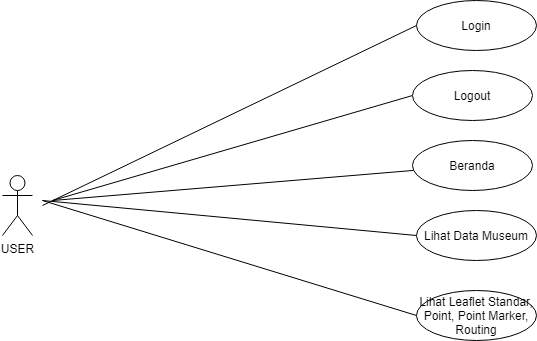 Login
Logout
Beranda
USER
Lihat Data Museum
Lihat Leaflet Standar,
Point, Point Marker,
Routing